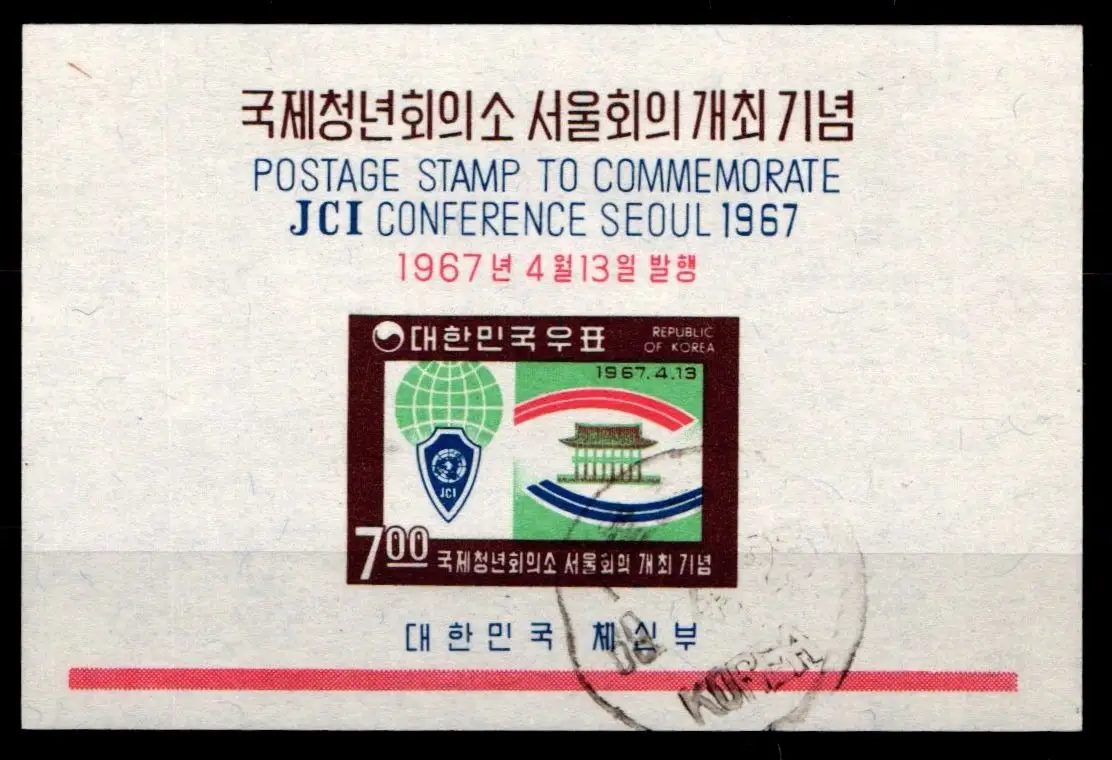 국제청년회의소 서울회의 개최 기념
POSTAGE STAMP TO COMMEMORATE
JCI CONFERENCE SEOUL 1967
1967년 4월 13일 발행
대한민국우표
REPUBLIC
OF KOREA
1967.4.13
JCI
700
국제청년회의소 서울회의 개최 기념
대한민국 체신부
KOREA